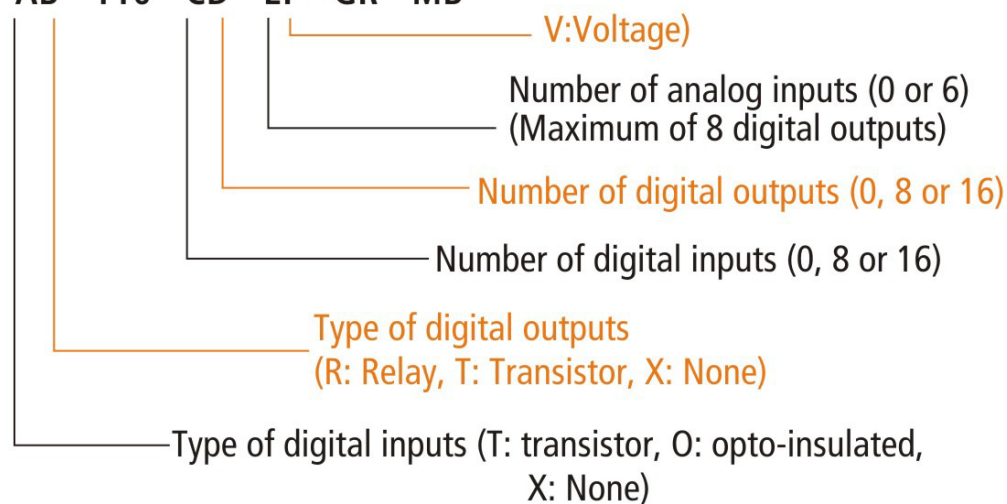 V:Voltage)
Number of analog inputs (0 or 6)
(Maximum of 8 digital outputs)
Number of digital outputs (0, 8 or 16)
Number of digital inputs (0, 8 or 16)
Type of digital outputs
(R: Relay, T: Transistor, X: None)
Type of digital inputs (T: transistor, O: opto-insulated,
X: None)